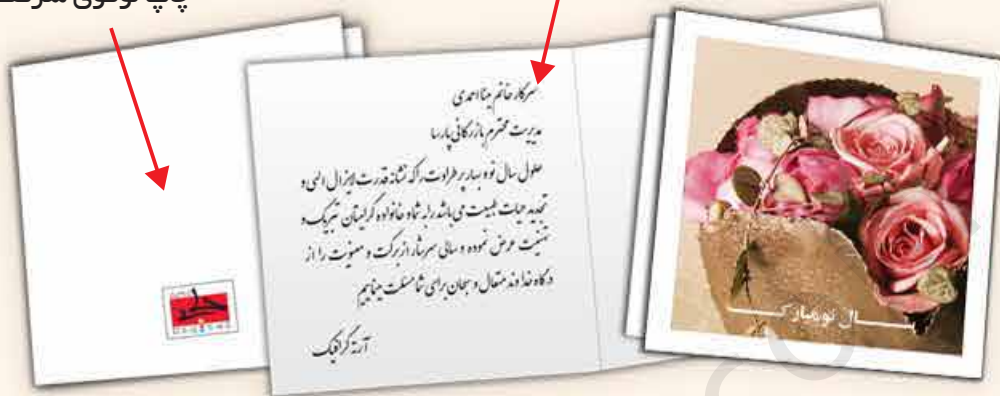 چاپ لوگوی شرکت
سرکار خانم مینا احمدی
مدیریت محترم بازرگانی پارسا
حلول سال نو و بهار پر طراوت را که نشانه قدرت لایزال الهی و
تجدید حیات طبیعت می باشد را به شما و خانواده گرامیتان تبریک و
تهنیت عرض نموده و سالی سرشار از برکت و معنویت را از
درگاه خداوند متعال و سبحان برای شما مسئلت می‌نماییم
گرافیک
سال نو مبارک